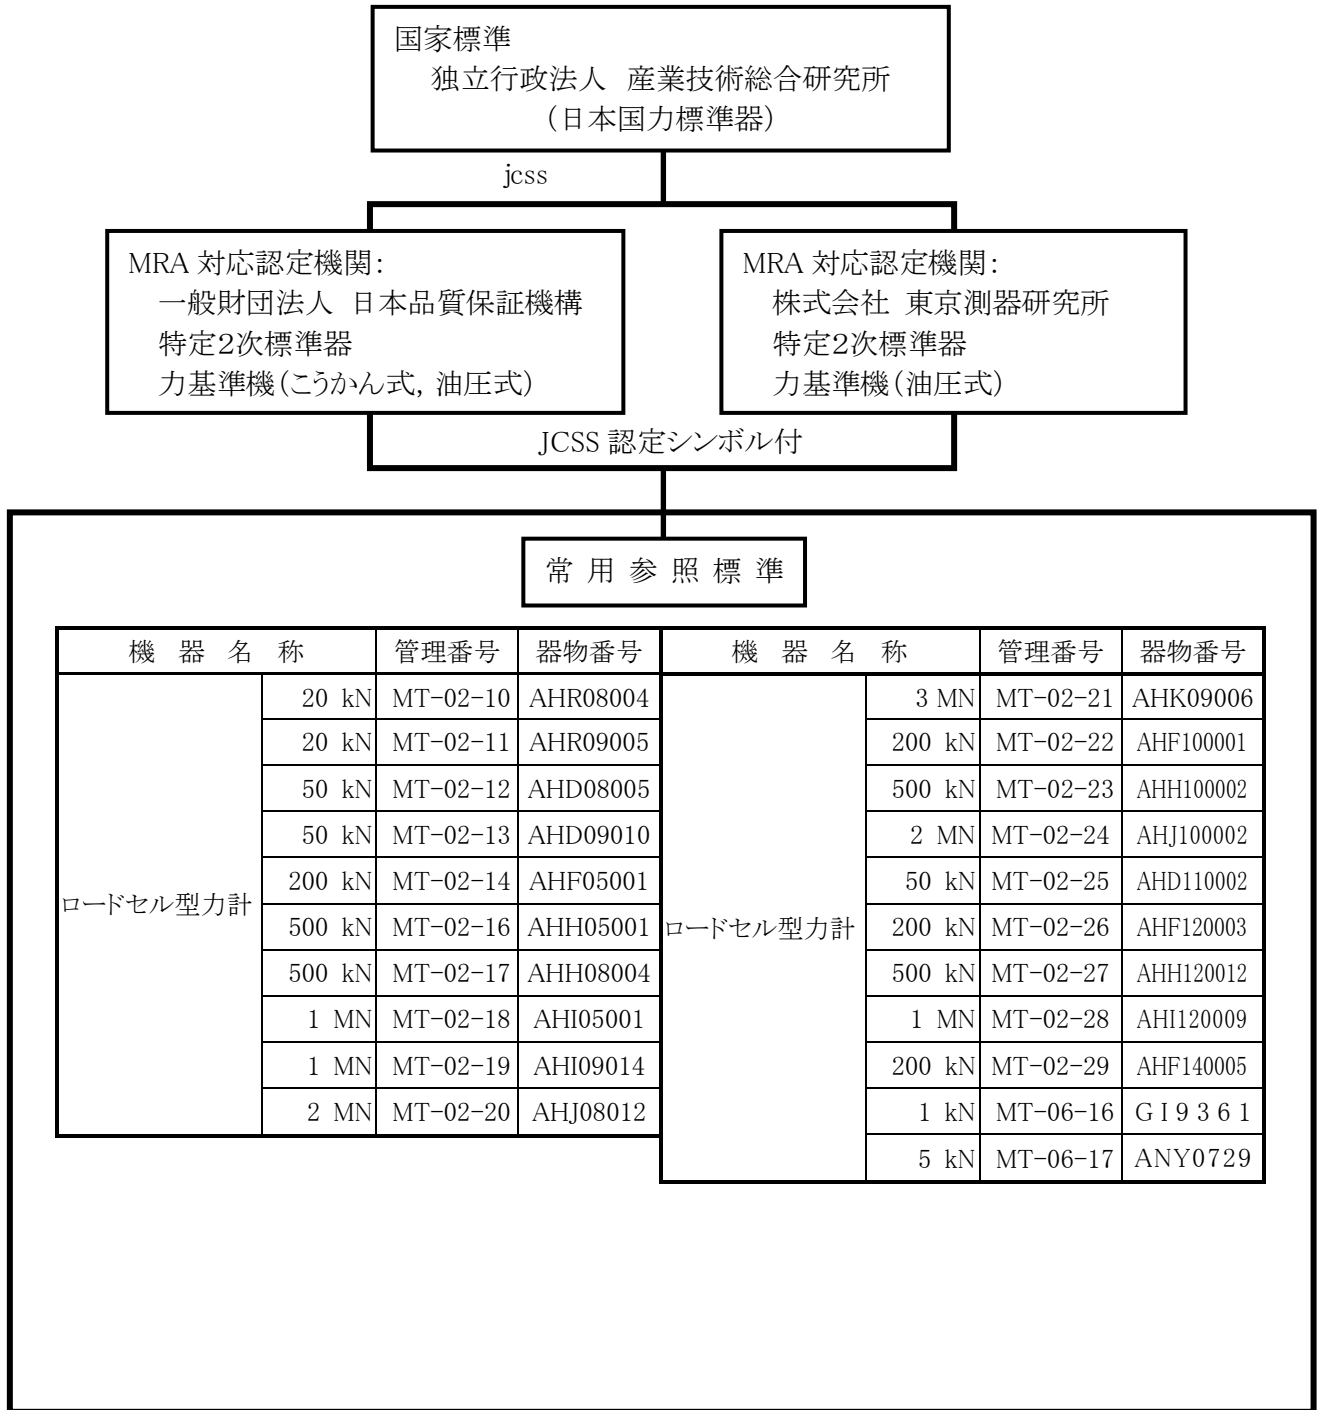 国家標準
独立行政法人 産業技術総合研究所
(日本国力標準器)
jcss
MRA 対応認定機関:
一般財団法人 日本品質保証機構
特定2次標準器
力基準機(こうかん式, 油圧式)
MRA 対応認定機関:
株式会社 東京測器研究所
特定2次標準器
力基準機(油圧式)
JCSS 認定シンボル付
常 用 参 照 標 準
機 器 名 称 管理番号 器物番号
ロードセル型力計
20 kN MT-02-10 AHR08004
20 kN MT-02-11 AHR09005
50 kN MT-02-12 AHD08005
50 kN MT-02-13 AHD09010
200 kN MT-02-14 AHF05001
500 kN MT-02-16 AHH05001
500 kN MT-02-17 AHH08004
1 MN MT-02-18 AHI05001
1 MN MT-02-19 AHI09014
2 MN MT-02-20 AHJ08012
機 器 名 称 管理番号 器物番号
ロードセル型力計
3 MN MT-02-21 AHK09006
200 kN MT-02-22 AHF100001
500 kN MT-02-23 AHH100002
2 MN MT-02-24 AHJ100002
50 kN MT-02-25 AHD110002
200 kN MT-02-26 AHF120003
500 kN MT-02-27 AHH120012
1 MN MT-02-28 AHI120009
200 kN MT-02-29 AHF140005
1 kN MT-06-16 GI9361
5 kN MT-06-17 ANY0729